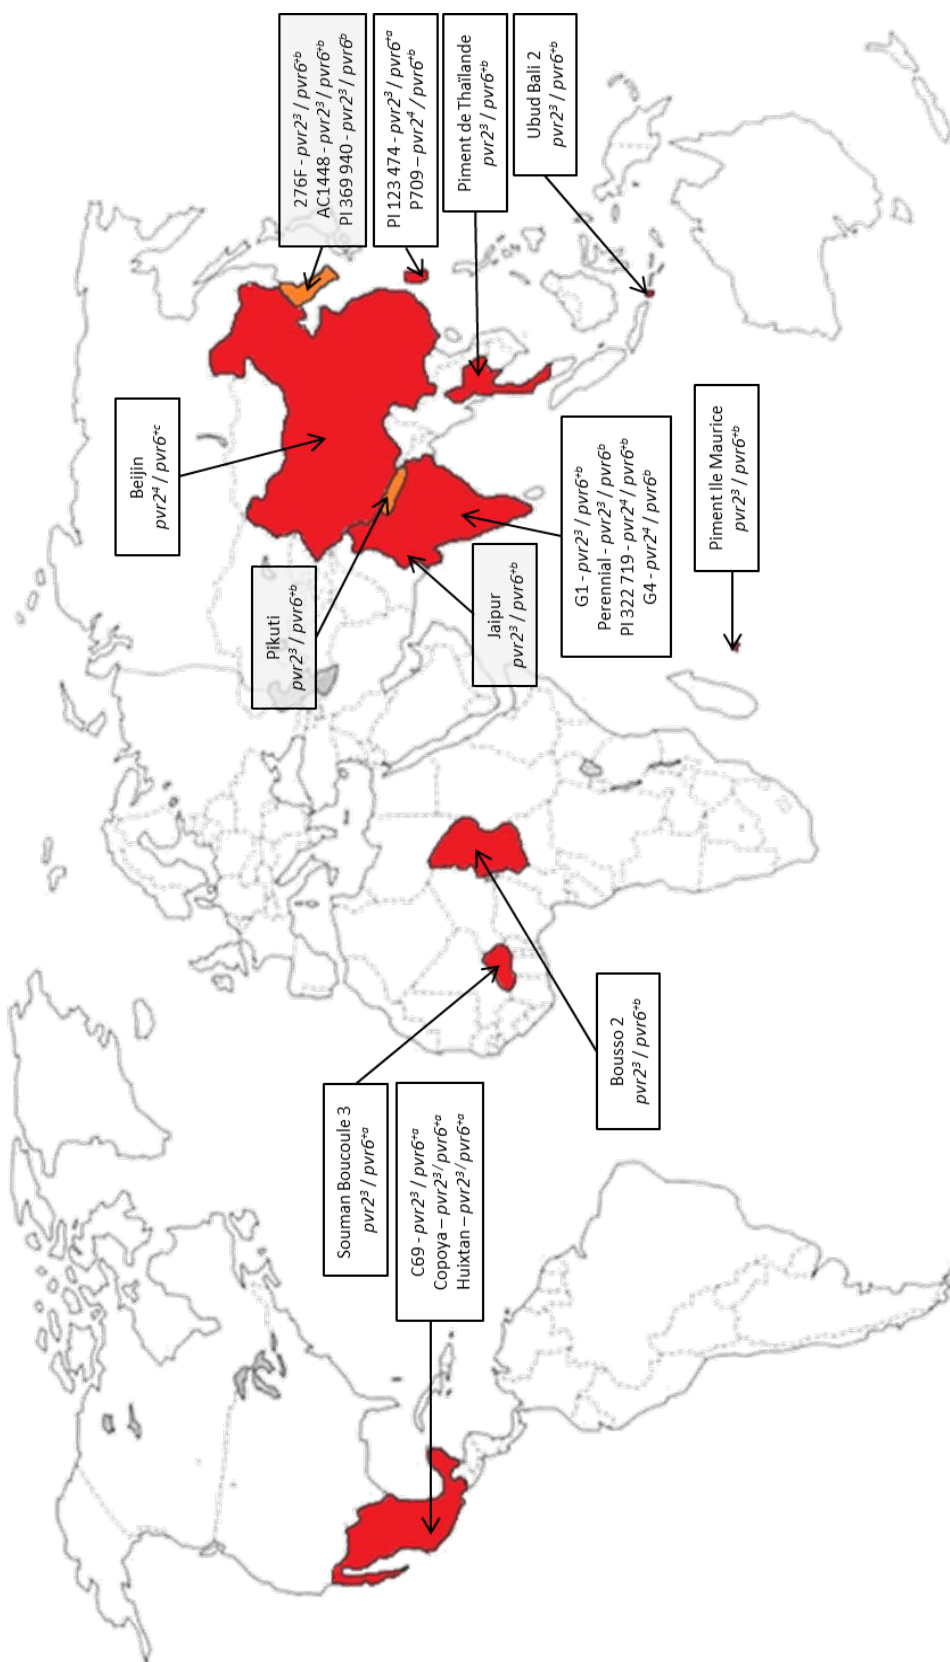 276F - pvr2³ / pvr6⁺ᵇ
AC1448 - pvr2³ / pvr6⁺ᵇ
PI 369 940 - pvr2³ / pvr6ᵇ
PI 123 474 - pvr2³ / pvr6⁺ᵃ
P709 – pvr2⁴ / pvr6⁺ᵇ
Piment de Thaïlande
pvr2³ / pvr6⁺ᵇ
Ubud Bali 2
pvr2³ / pvr6⁺ᵇ
Beijin
pvr2⁴ / pvr6⁺ᶜ
Pikuti
pvr2³ / pvr6⁺ᵇ
Jaipur
pvr2³ / pvr6⁺ᵇ
G1 - pvr2³ / pvr6⁺ᵇ
Perennial - pvr2³ / pvr6ᵇ
PI 322 719 - pvr2⁴ / pvr6⁺ᵇ
G4 - pvr2⁴ / pvr6ᵇ
Piment Ile Maurice
pvr2³ / pvr6⁺ᵇ
Souman Boucoule 3
pvr2³ / pvr6⁺ᵃ
C69 - pvr2³ / pvr6⁺ᵃ
Copoya – pvr2³ / pvr6⁺ᵃ
Huixtan – pvr2³ / pvr6⁺ᵃ
Bousso 2
pvr2³ / pvr6⁺ᵇ